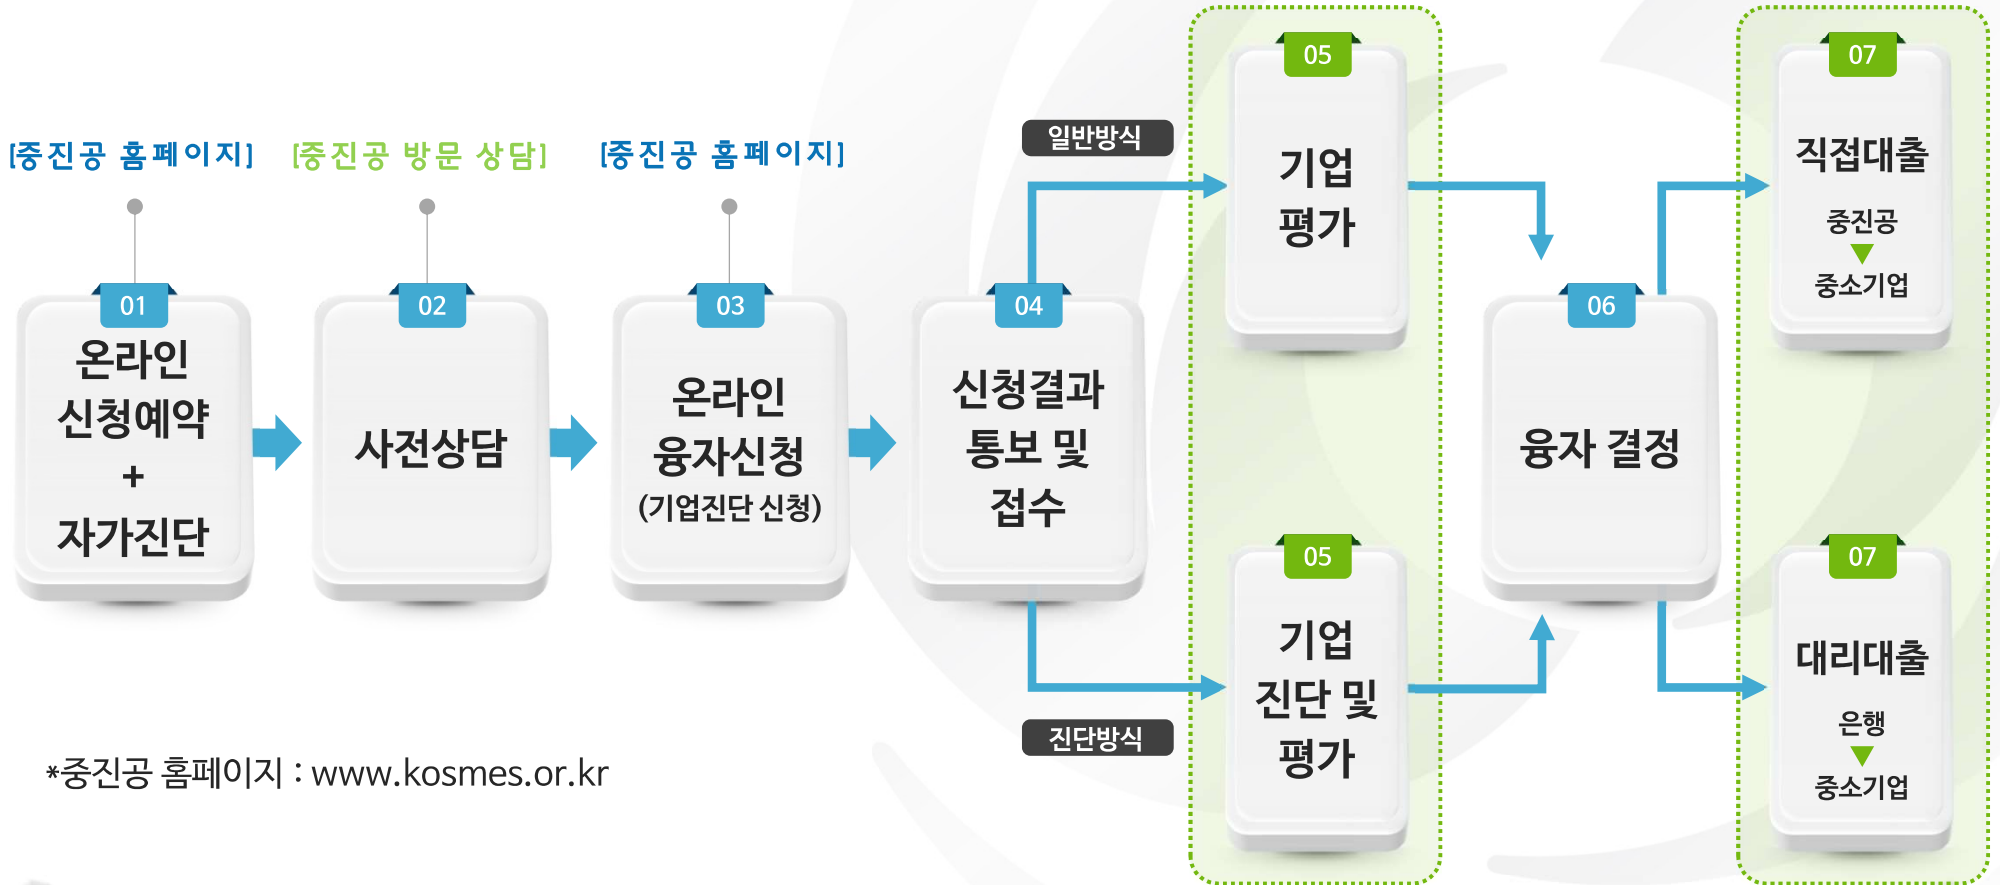 [중진공 홈페이지]
01
온라인
신청예약
+
자가진단
[중진공 방문 상담]
02
사전상담
[중진공 홈페이지]
03
온라인
융자신청
(기업진단 신청)
04
신청결과
통보 및
접수
일반방식
05
기업
평가
진단방식
05
기업
진단 및
평가
06
융자 결정
07
직접대출
중진공
중소기업
07
대리대출
은행
중소기업
*중진공 홈페이지 : www.kosmes.or.kr